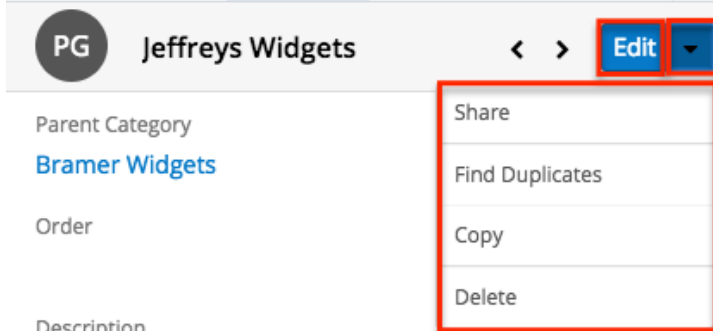 PG Jeffreys Widgets < > Edit
Parent Category
Bramer Widgets
Order
Description
Share
Find Duplicates
Copy
Delete